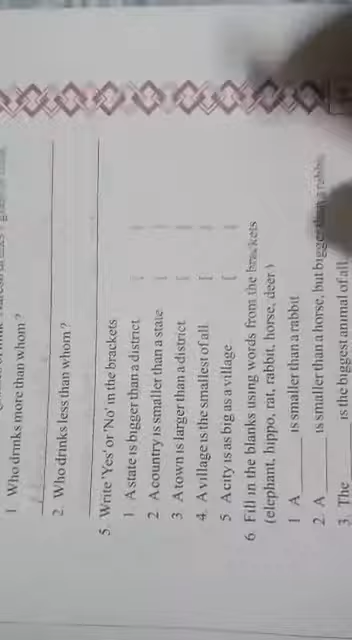 1 Who drinks more than whom ?
2. Who drinks less than whom ?
5. Write 'Yes' or 'No' in the brackets
1 A state is bigger than a district [ ]
2 A country is smaller than a state [ ]
3 A town is larger than a district [ ]
4. A village is the smallest of all [ ]
5 A city is as big as a village [ ]
6 Fill in the blanks using words from the brackets
(elephant, hippo, rat, rabbit, horse, deer )
1 A is smaller than a rabbit
2. A is smaller than a horse, but bigger than a rabbit
3. The is the biggest animal of all.